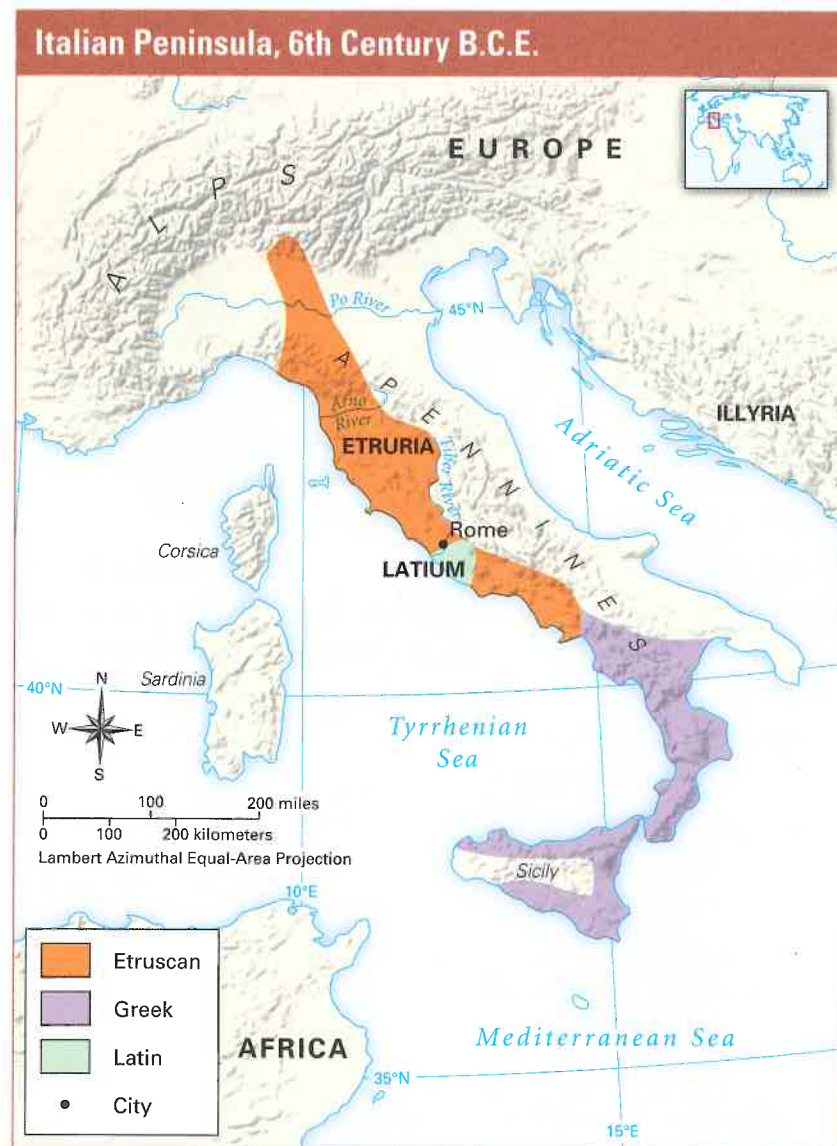 Italian Peninsula, 6th Century B.C.E.
EUROPE
ALPS
Po River
45°N
APENNINES
Arno
River
ILLYRIA
ETRURIA
Tiber River
Adriatic Sea
Rome
Corsica
LATIUM
40°N
Sardinia
N
W
E
S
Tyrrhenian
Sea
0 100 200 miles
0 100 200 kilometers
Lambert Azimuthal Equal-Area Projection
Sicily
10°E
Etruscan
Greek
Latin
City
AFRICA
Mediterranean Sea
35°N
15°E